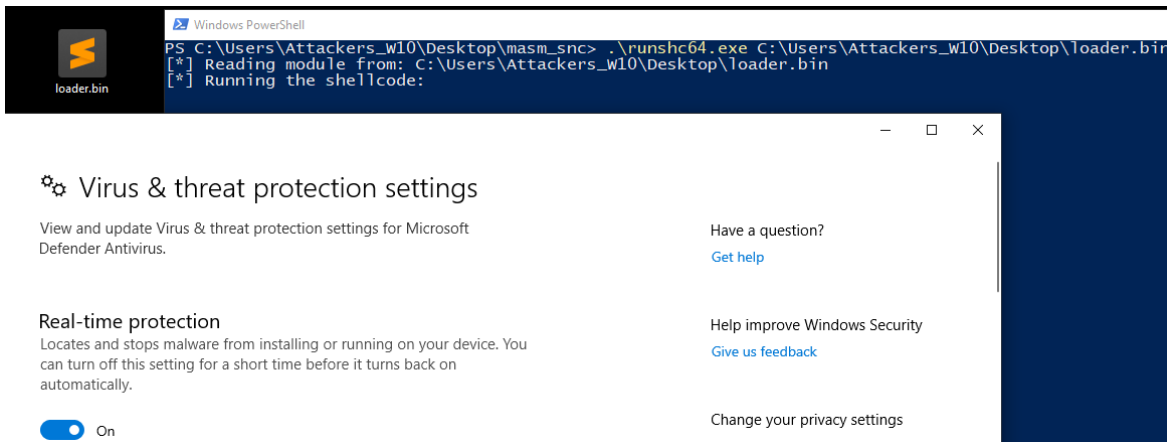 loader.bin
Windows PowerShell
PS C:\Users\Attackers_W10\Desktop\masm_snc> .\runshc64.exe C:\Users\Attackers_W10\Desktop\loader.bin
[*] Reading module from: C:\Users\Attackers_W10\Desktop\loader.bin
[*] Running the shellcode:
Virus & threat protection settings
View and update Virus & threat protection settings for Microsoft
Defender Antivirus.
Real-time protection
Locates and stops malware from installing or running on your device. You
can turn off this setting for a short time before it turns back on
automatically.
On
Have a question?
Get help
Help improve Windows Security
Give us feedback
Change your privacy settings